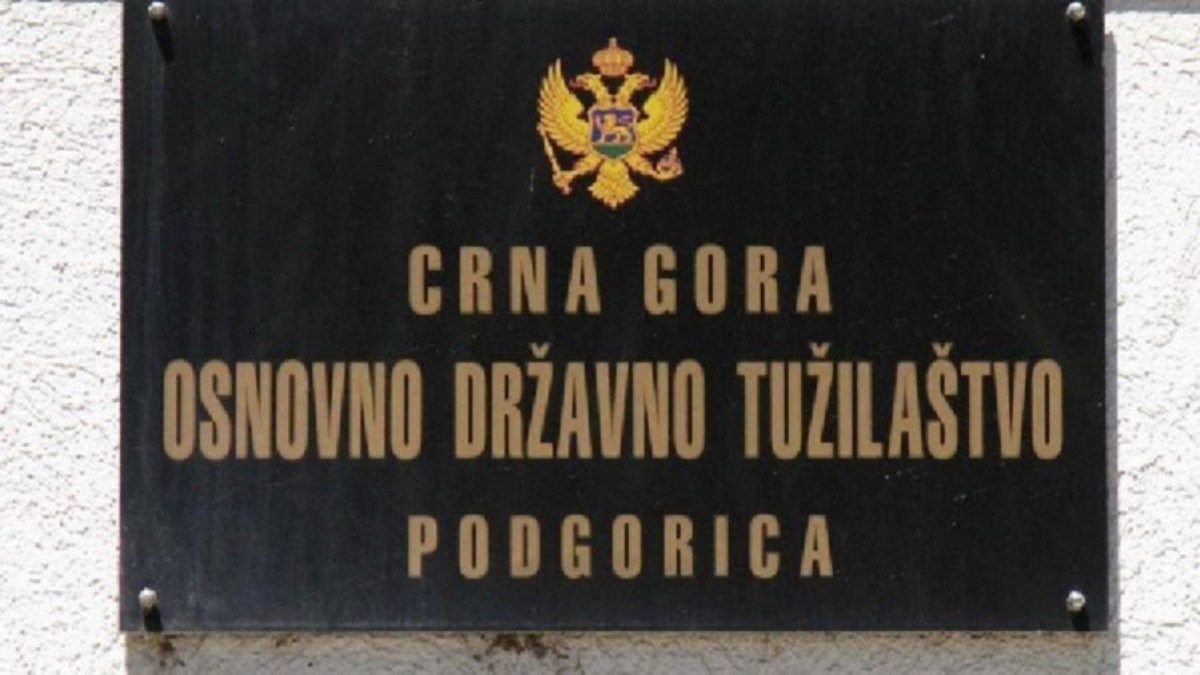 CRNA GORA
OSNOVNO DRŽAVNO TUŽILAŠTVO
PODGORICA